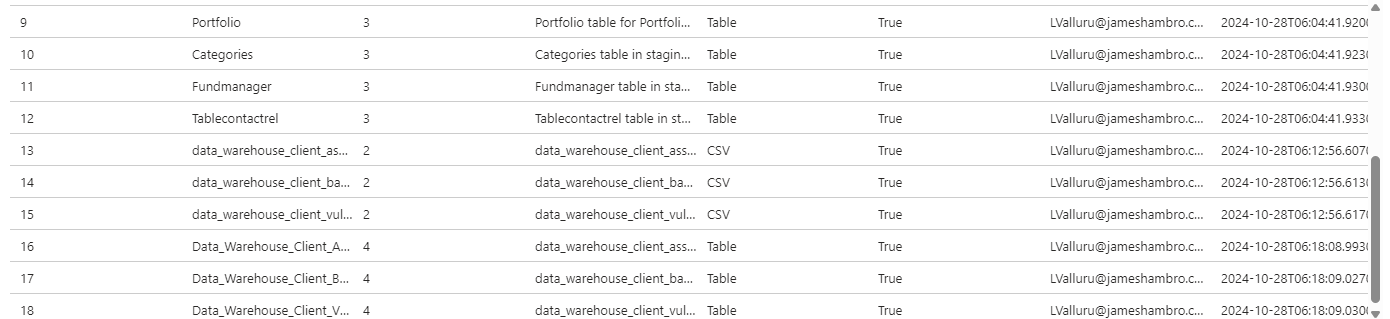 9 Portfolio 3 Portfolio table for Portfoli... Table True LValluru@jameshambro.c... 2024-10-28T06:04:41.920
10 Categories 3 Categories table in stagin... Table True LValluru@jameshambro.c... 2024-10-28T06:04:41.923
11 Fundmanager 3 Fundmanager table in sta... Table True LValluru@jameshambro.c... 2024-10-28T06:04:41.930
12 Tablecontactrel 3 Tablecontactrel table in st... Table True LValluru@jameshambro.c... 2024-10-28T06:04:41.933
13 data_warehouse_client_as... 2 data_warehouse_client_ass... CSV True LValluru@jameshambro.c... 2024-10-28T06:12:56.607
14 data_warehouse_client_ba... 2 data_warehouse_client_ba... CSV True LValluru@jameshambro.c... 2024-10-28T06:12:56.613
15 data_warehouse_client_vul... 2 data_warehouse_client_vul... CSV True LValluru@jameshambro.c... 2024-10-28T06:12:56.617
16 Data_Warehouse_Client_A... 4 data_warehouse_client_ass... Table True LValluru@jameshambro.c... 2024-10-28T06:18:08.993
17 Data_Warehouse_Client_B... 4 data_warehouse_client_ba... Table True LValluru@jameshambro.c... 2024-10-28T06:18:09.027
18 Data_Warehouse_Client_V... 4 data_warehouse_client_vul... Table True LValluru@jameshambro.c... 2024-10-28T06:18:09.030